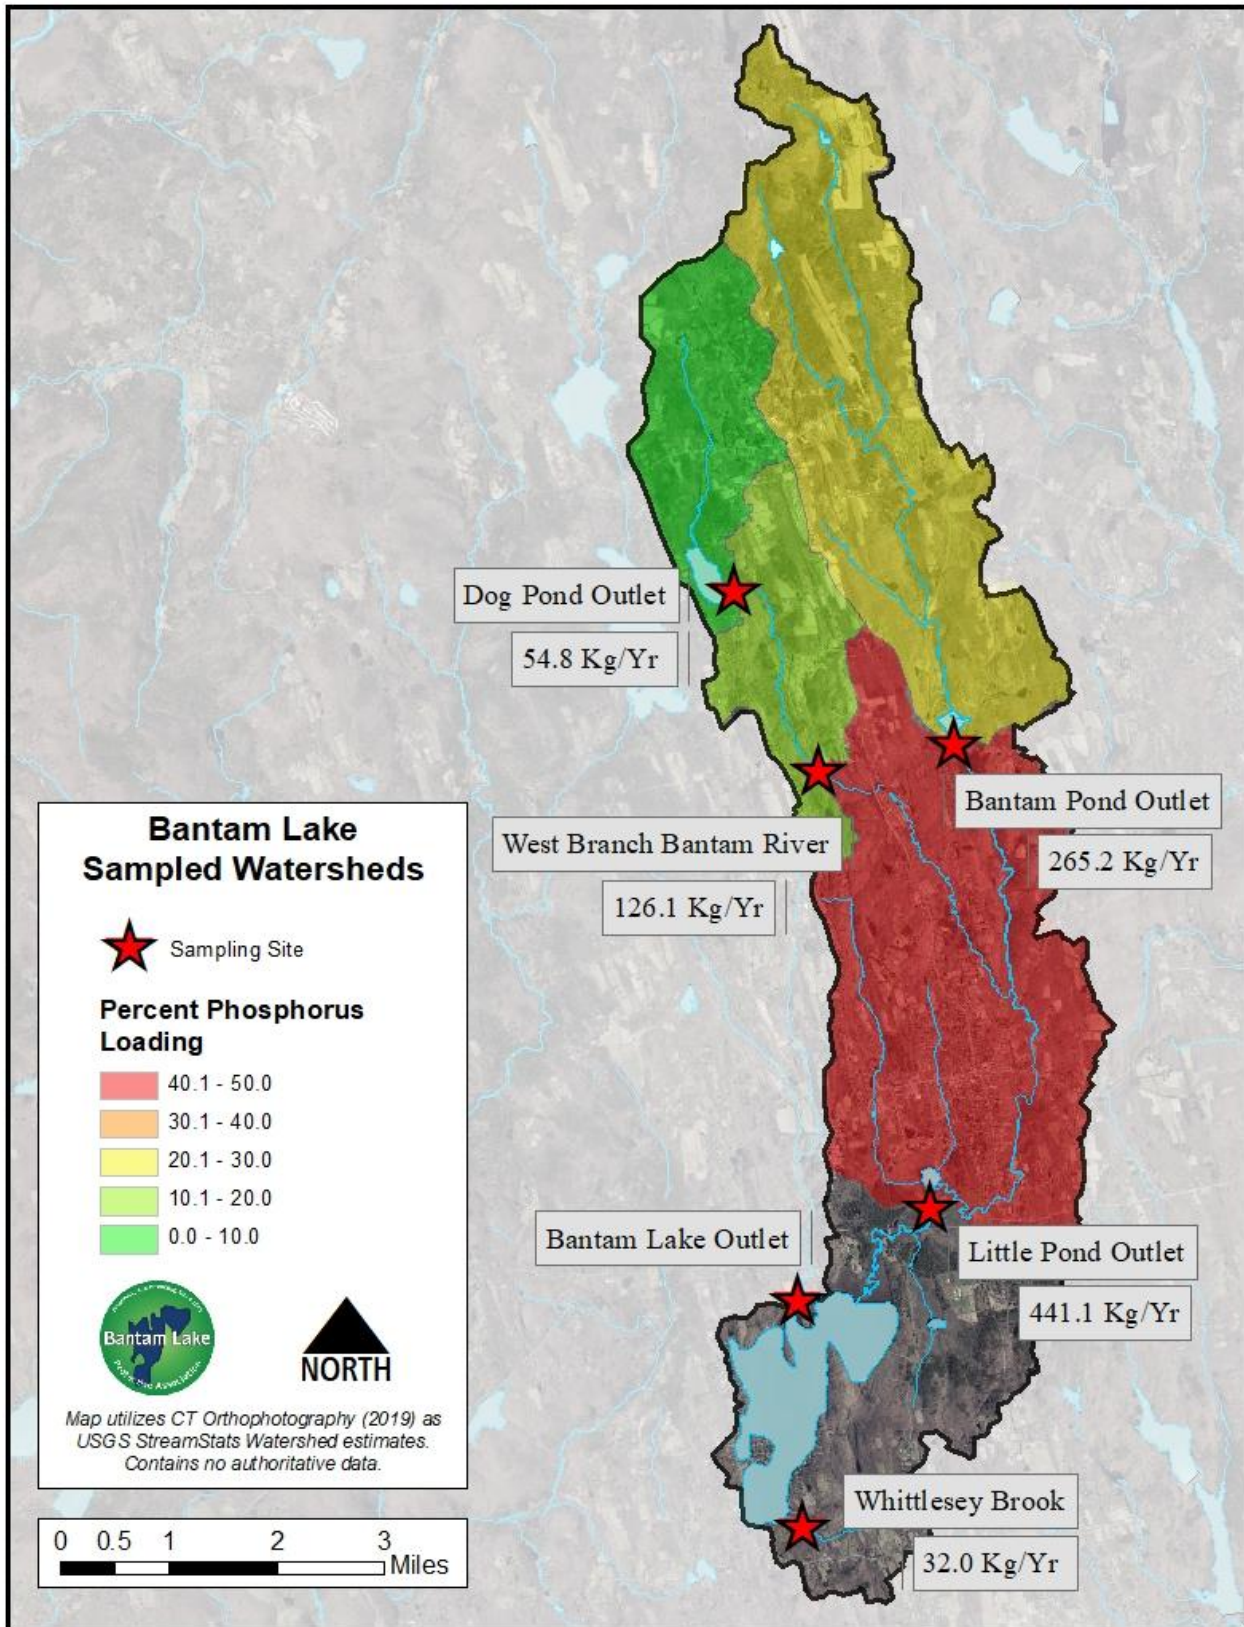 Dog Pond Outlet
54.8 Kg/Yr
Bantam Pond Outlet
265.2 Kg/Yr
West Branch Bantam River
126.1 Kg/Yr
Bantam Lake Outlet
Little Pond Outlet
441.1 Kg/Yr
Whittlesey Brook
32.0 Kg/Yr
Bantam Lake
Sampled Watersheds
Sampling Site
Percent Phosphorus
Loading
40.1 - 50.0
30.1 - 40.0
20.1 - 30.0
10.1 - 20.0
0.0 - 10.0
Bantam Lake
NORTH
Map utilizes CT Orthophotography (2019) as
USGS StreamStats Watershed estimates.
Contains no authoritative data.
0 0.5 1 2 3
Miles